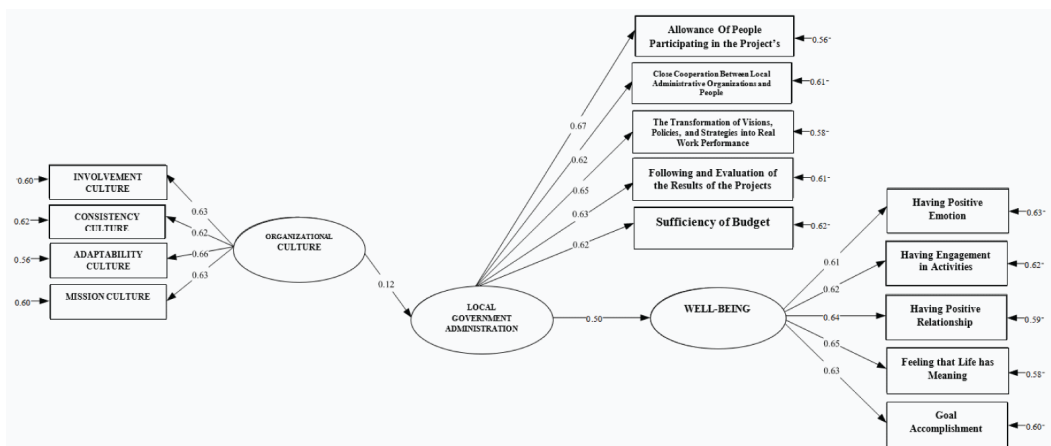 Allowance Of People
Participating in the Project's
0.56
Close Cooperation Between Local
Administrative Organizations and
People
0.61
0.67
The Transformation of Visions,
Policies, and Strategies into Real
Work Performance
0.58
0.62
0.65
Following and Evaluation of
the Results of the Projects
0.61
0.63
Sufficiency of Budget
0.62
0.62
0.60
INVOLVEMENT
CULTURE
0.63
0.62
CONSISTENCY
CULTURE
0.62
0.56
ADAPTABILITY
CULTURE
0.66
0.60
MISSION CULTURE
0.63
ORGANIZATIONAL
CULTURE
0.12
LOCAL
GOVERNMENT
ADMINISTRATION
0.50
WELL-BEING
Having Positive
Emotion
0.63
0.61
Having Engagement
in Activities
0.62
0.62
Having Positive
Relationship
0.59
0.64
Feeling that Life has
Meaning
0.58
0.65
Goal
Accomplishment
0.60
0.63